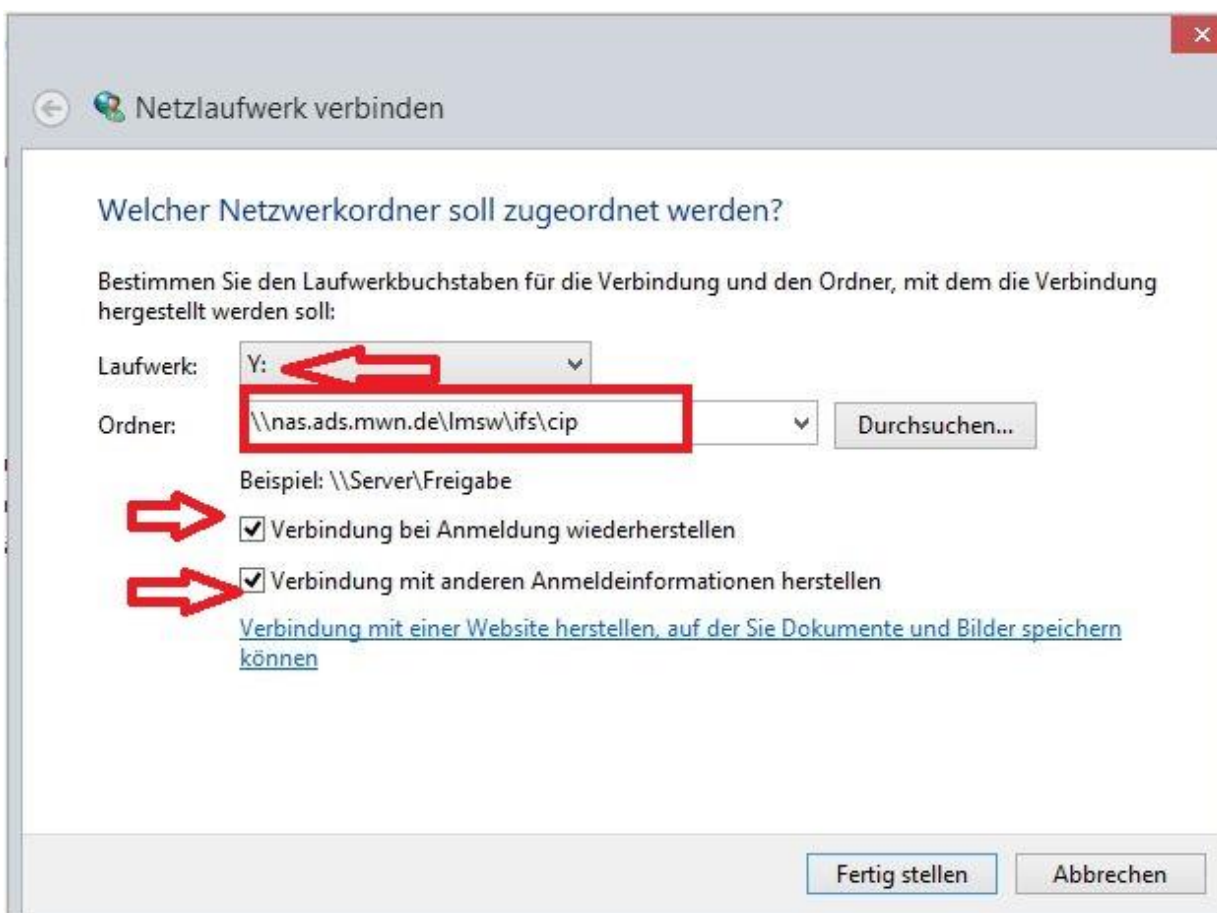 Netzlaufwerk verbinden
Welcher Netzwerkordner soll zugeordnet werden?
Bestimmen Sie den Laufwerkbuchstaben für die Verbindung und den Ordner, mit dem die Verbindung
hergestellt werden soll:
Laufwerk: Y:
Ordner: \\nas.ads.mwn.de\lmsw\ifs\cip Durchsuchen...
Beispiel: \\Server\Freigabe
Verbindung bei Anmeldung wiederherstellen
Verbindung mit anderen Anmeldeinformationen herstellen
Verbindung mit einer Website herstellen, auf der Sie Dokumente und Bilder speichern
können
Fertig stellen Abbrechen